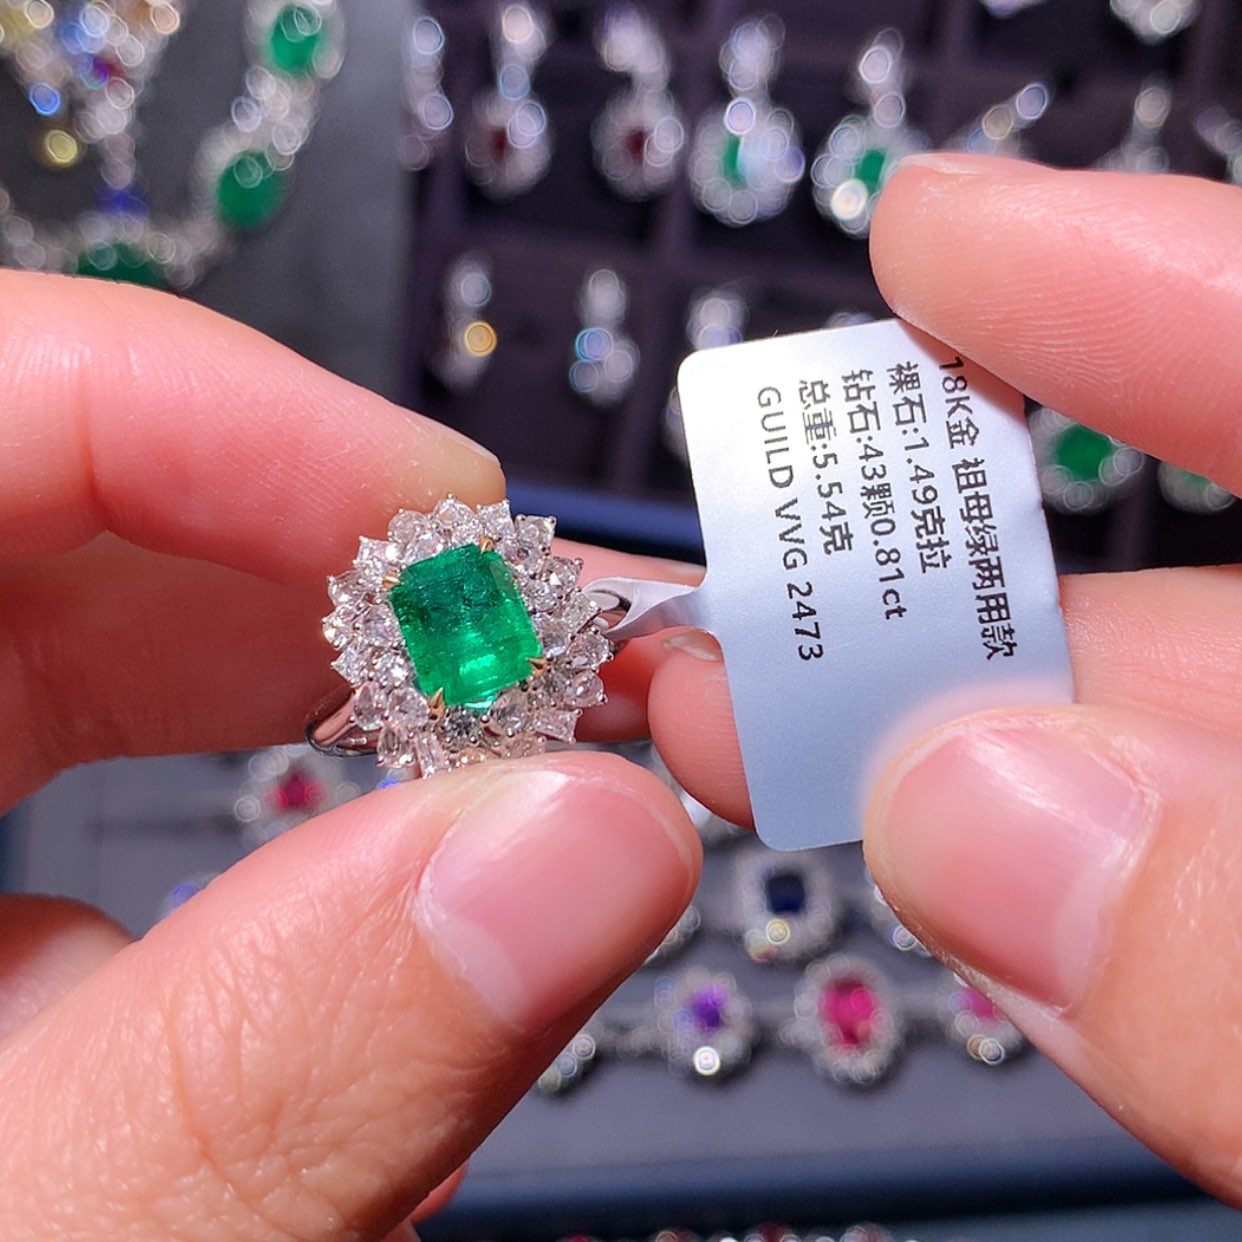 18K金 祖母绿两用款
裸石:1.49克拉
钻石:43颗0.81ct
总重:5.54克
GUILD VVG 2473